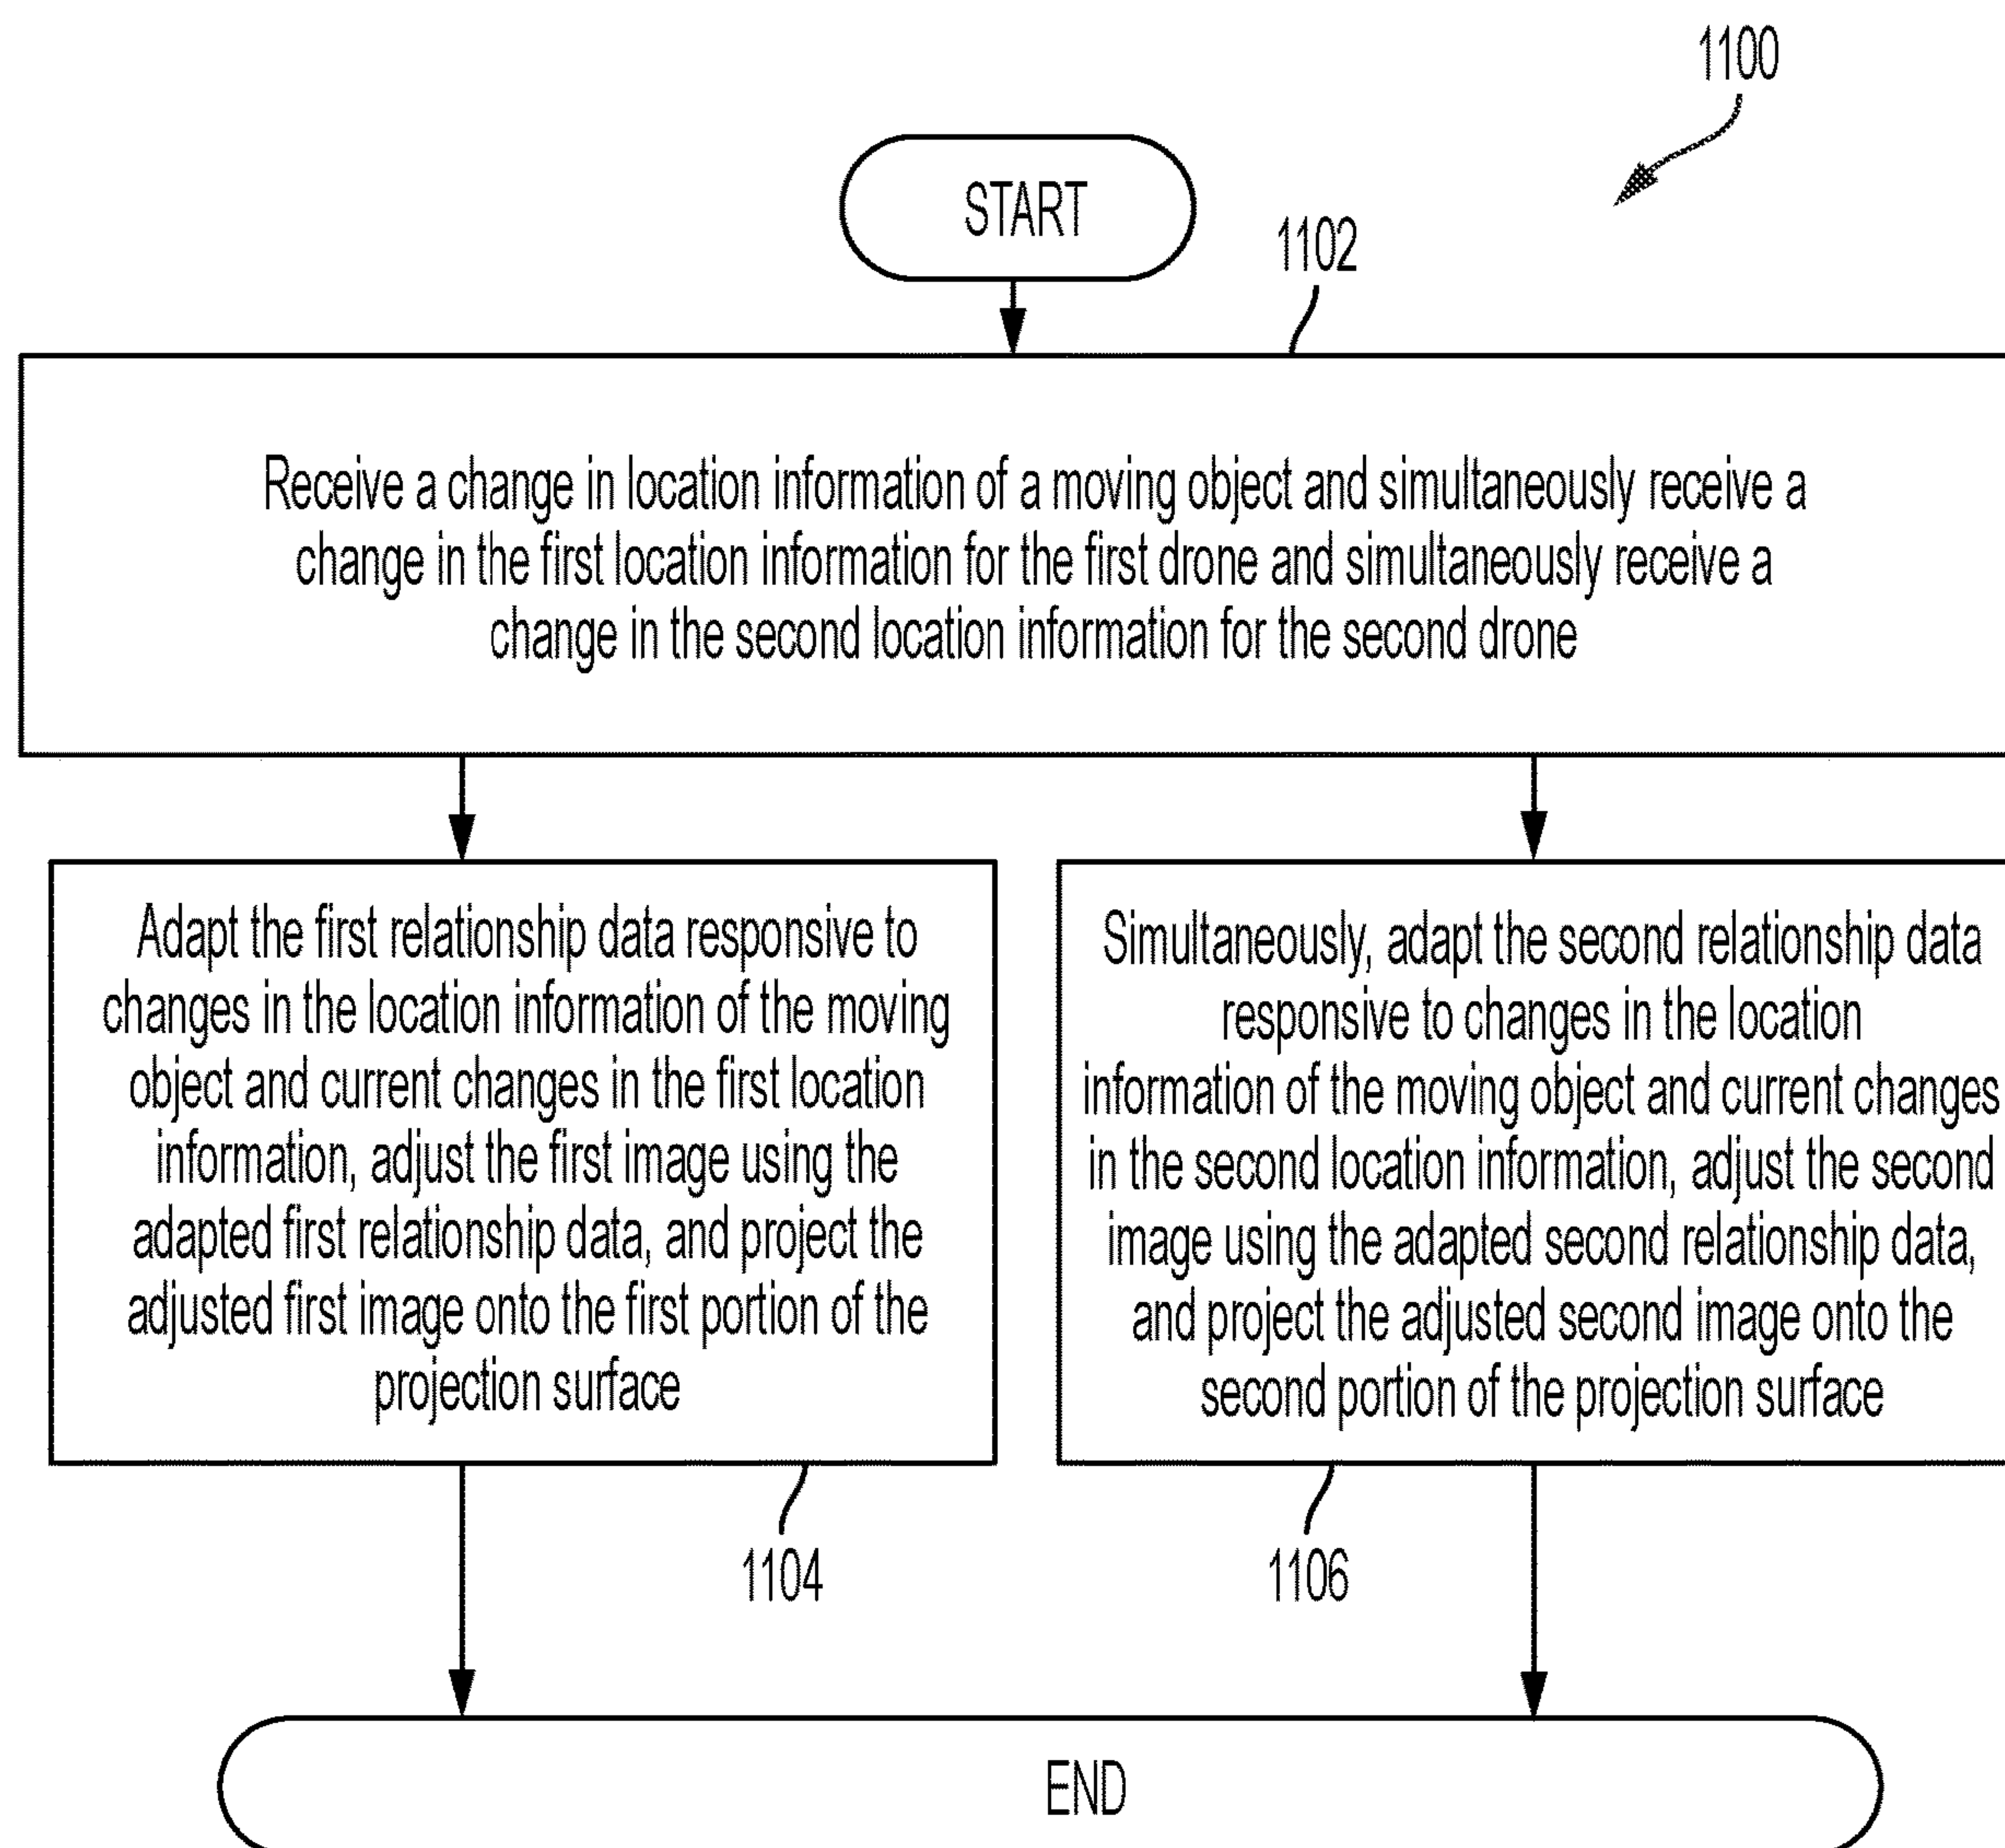 1100
START
1102
Receive a change in location information of a moving object and simultaneously receive a
change in the first location information for the first drone and simultaneously receive a
change in the second location information for the second drone
Adapt the first relationship data responsive to
changes in the location information of the moving
object and current changes in the first location
information, adjust the first image using the
adapted first relationship data, and project the
adjusted first image onto the first portion of the
projection surface
Simultaneously, adapt the second relationship data
responsive to changes in the location
information of the moving object and current changes
in the second location information, adjust the second
image using the adapted second relationship data,
and project the adjusted second image onto the
second portion of the projection surface
1104
1106
END